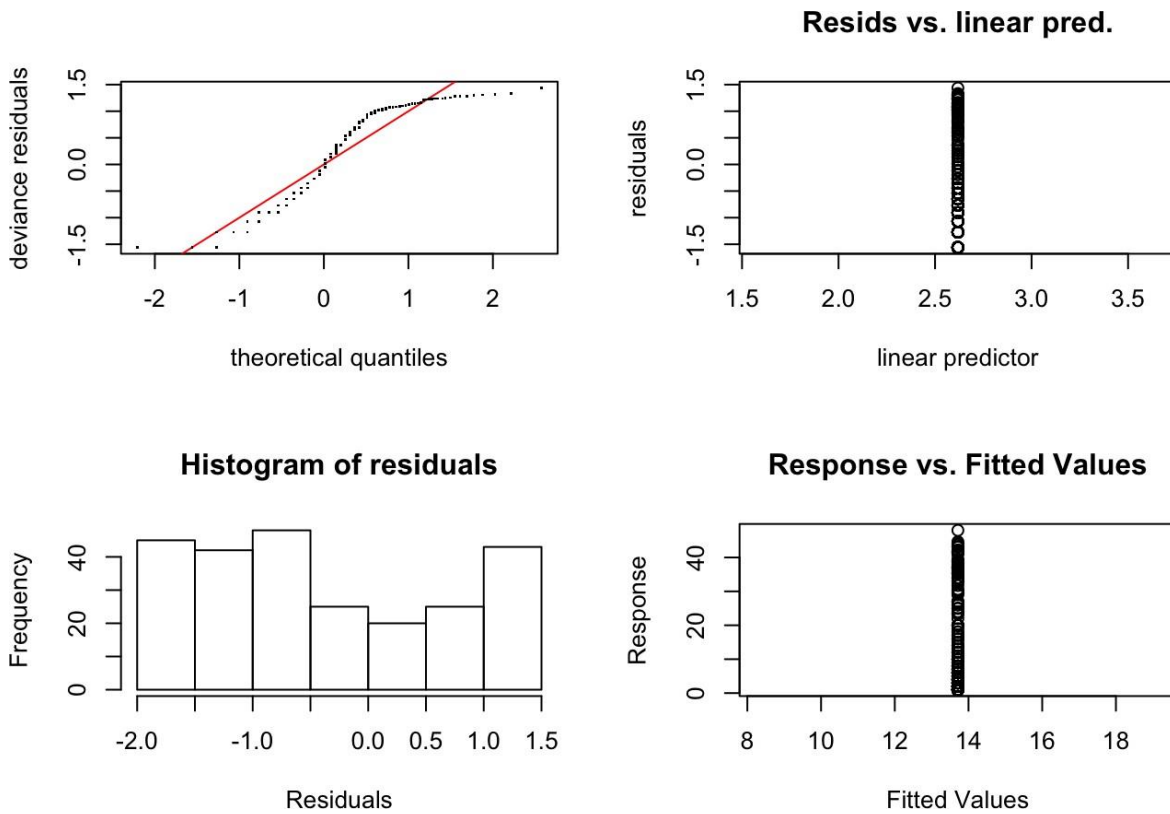 deviance residuals
1.5
0.0
-1.5
-2 -1 0 1 2
theoretical quantiles
Resids vs. linear pred.
residuals
1.5
0.0
-1.5
1.5 2.0 2.5 3.0 3.5
linear predictor
Histogram of residuals
Frequency
40
20
0
-2.0 -1.0 0.0 0.5 1.0 1.5
Residuals
Response vs. Fitted Values
Response
40
20
0
8 10 12 14 16 18
Fitted Values